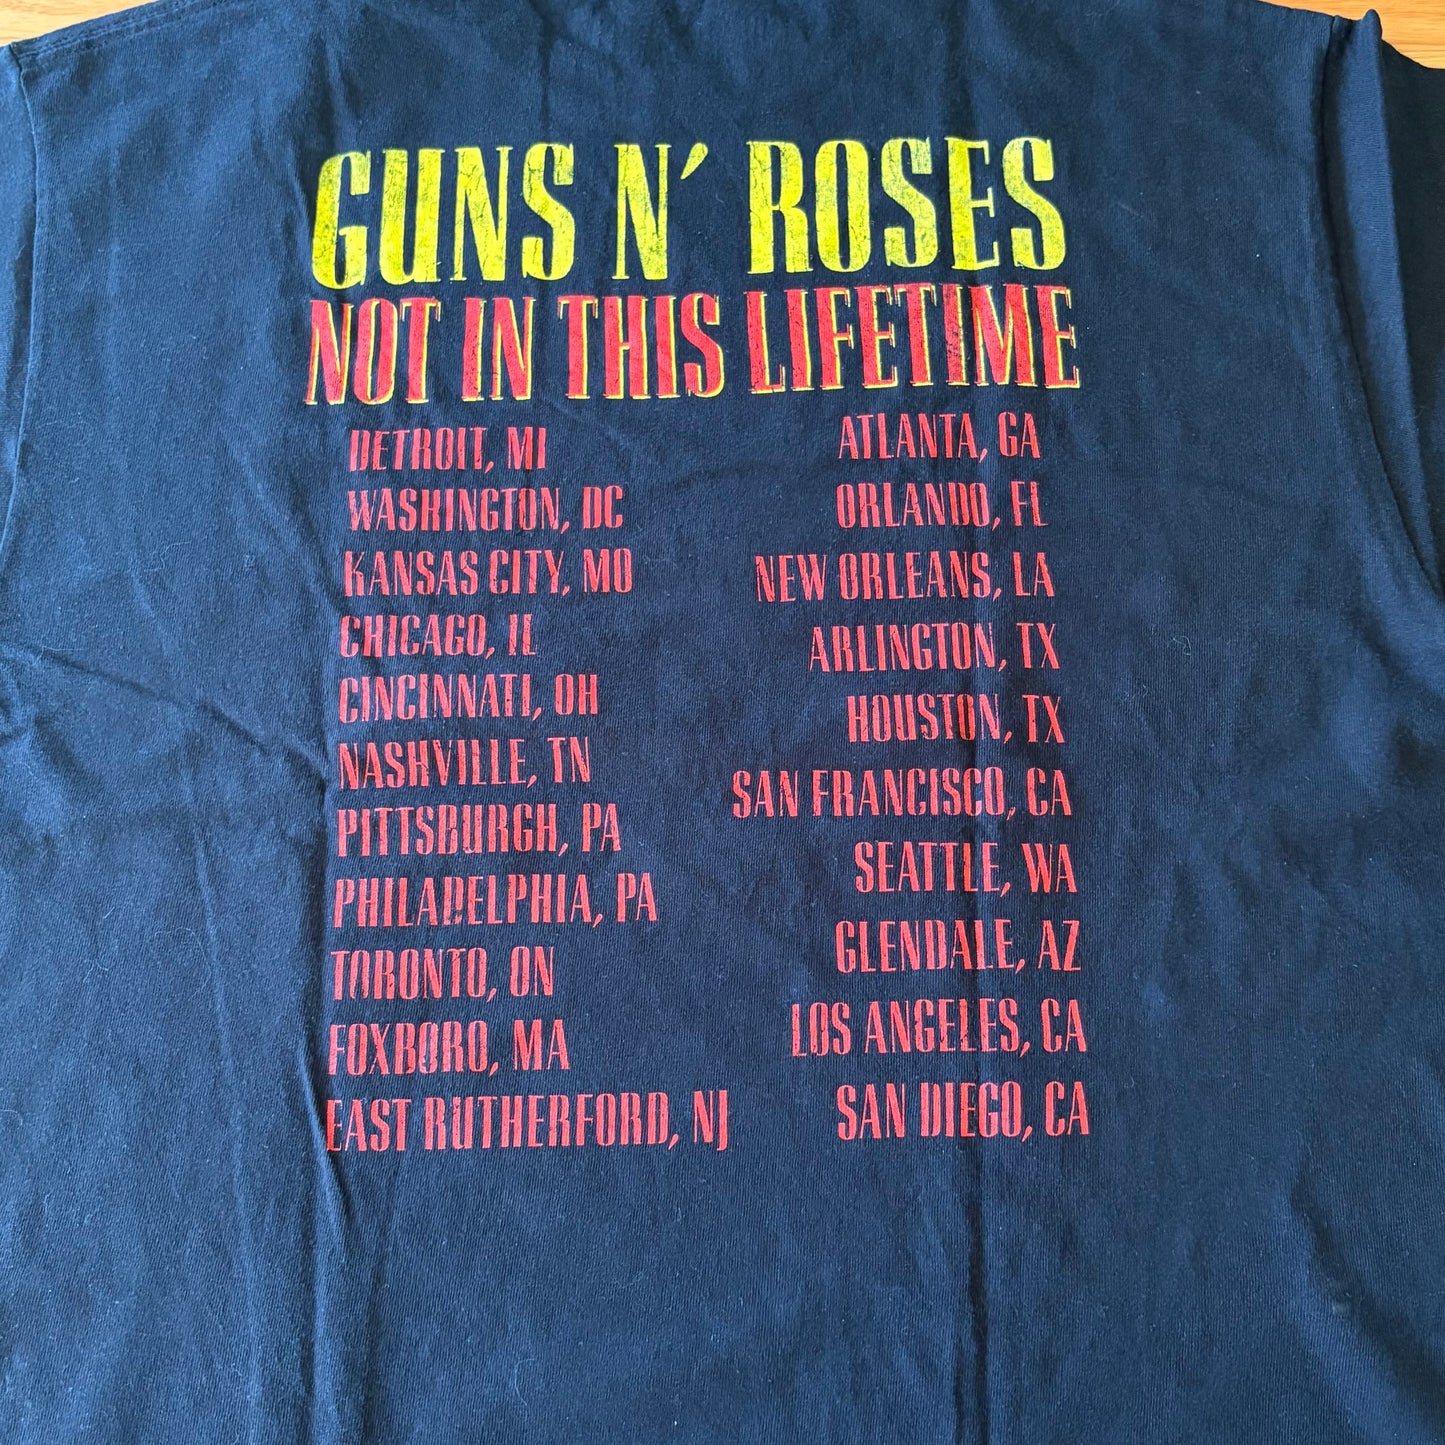 GUNS N' ROSES
NOT IN THIS LIFETIME
DETROIT, MI
WASHINGTON, DC
KANSAS CITY, MO
CHICAGO, IL
CINCINNATI, OH
NASHVILLE, TN
PITTSBURGH, PA
PHILADELPHIA, PA
TORONTO, ON
FOXBORO, MA
EAST RUTHERFORD, NJ
ATLANTA, GA
ORLANDO, FL
NEW ORLEANS, LA
ARLINGTON, TX
HOUSTON, TX
SAN FRANCISCO, CA
SEATTLE, WA
GLENDALE, AZ
LOS ANGELES, CA
SAN DIEGO, CA